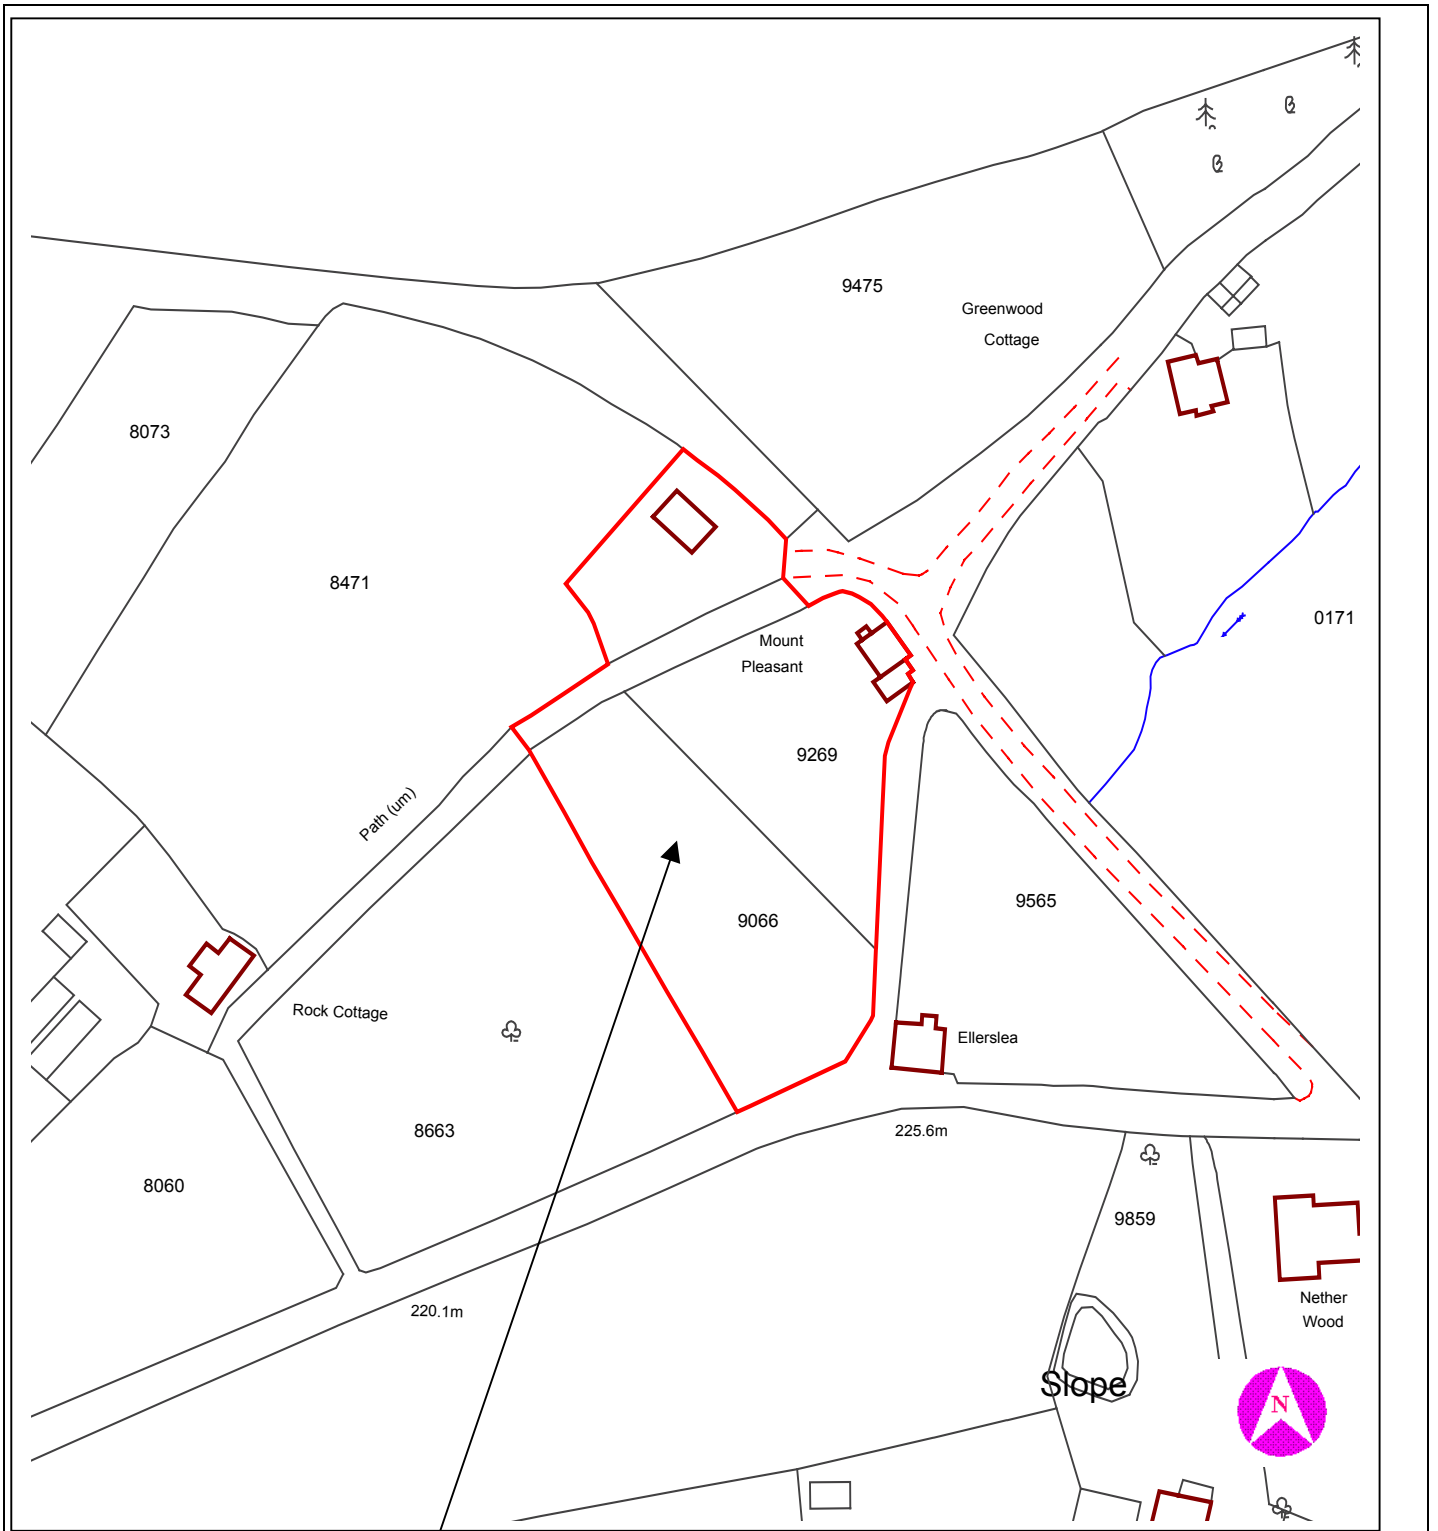 9475
Greenwood
Cottage
8073
8471
0171
Mount
Pleasant
9269
Path (um)
9066
9565
Rock Cottage
Ellerslea
8663
225.6m
8060
9859
220.1m
Nether
Wood
Slope
N